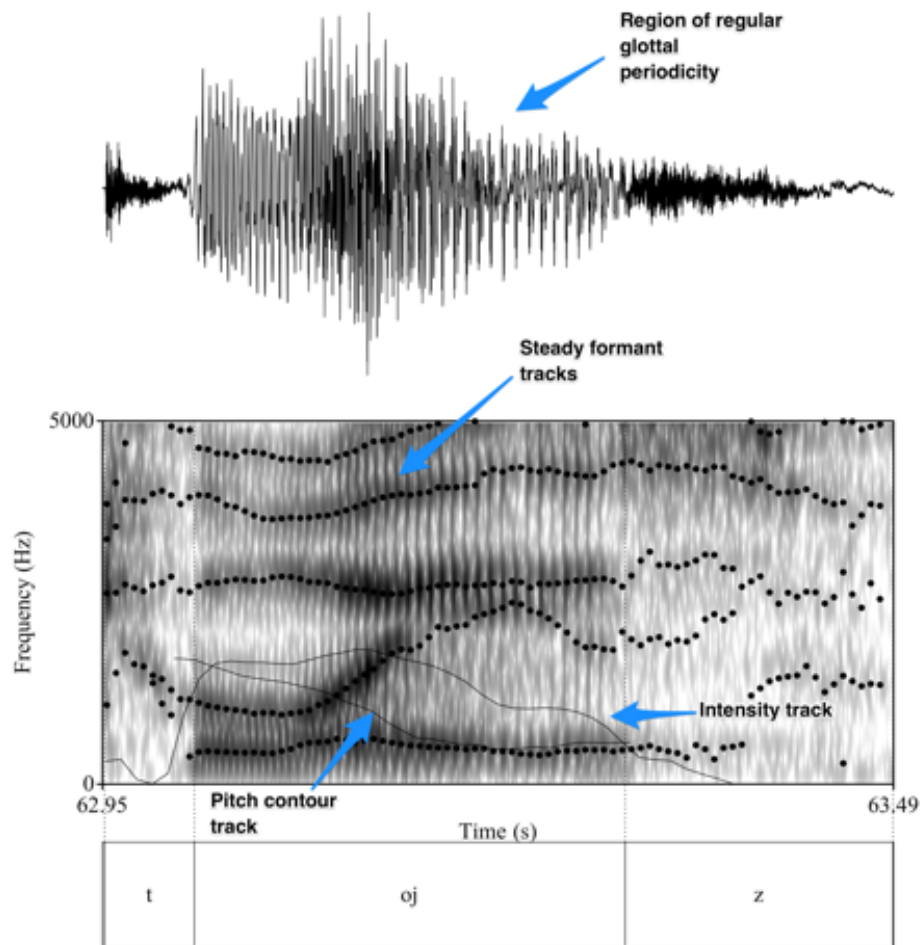 Region of regular
glottal
periodicity
Steady formant
tracks
5000
Frequency (Hz)
Intensity track
0
62.95
Pitch contour
track
63.49
Time (s)
t
oj
z